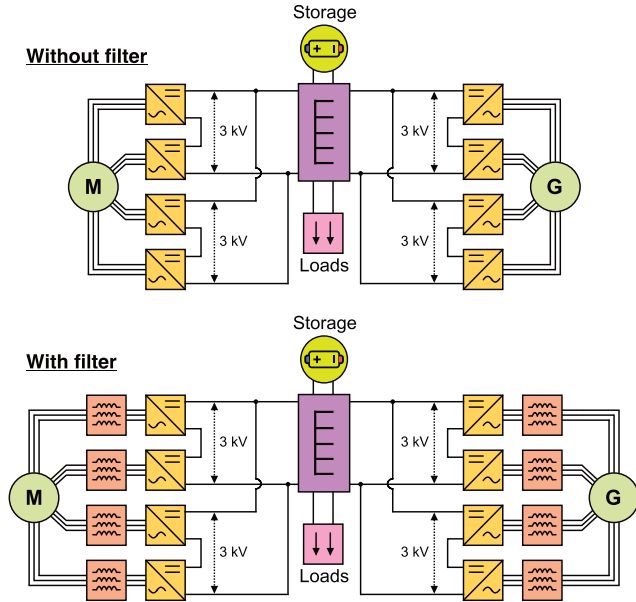 Storage
Without filter
3 kV
3 kV
M
G
3 kV
3 kV
Loads
Storage
With filter
3 kV
3 kV
M
G
3 kV
3 kV
Loads